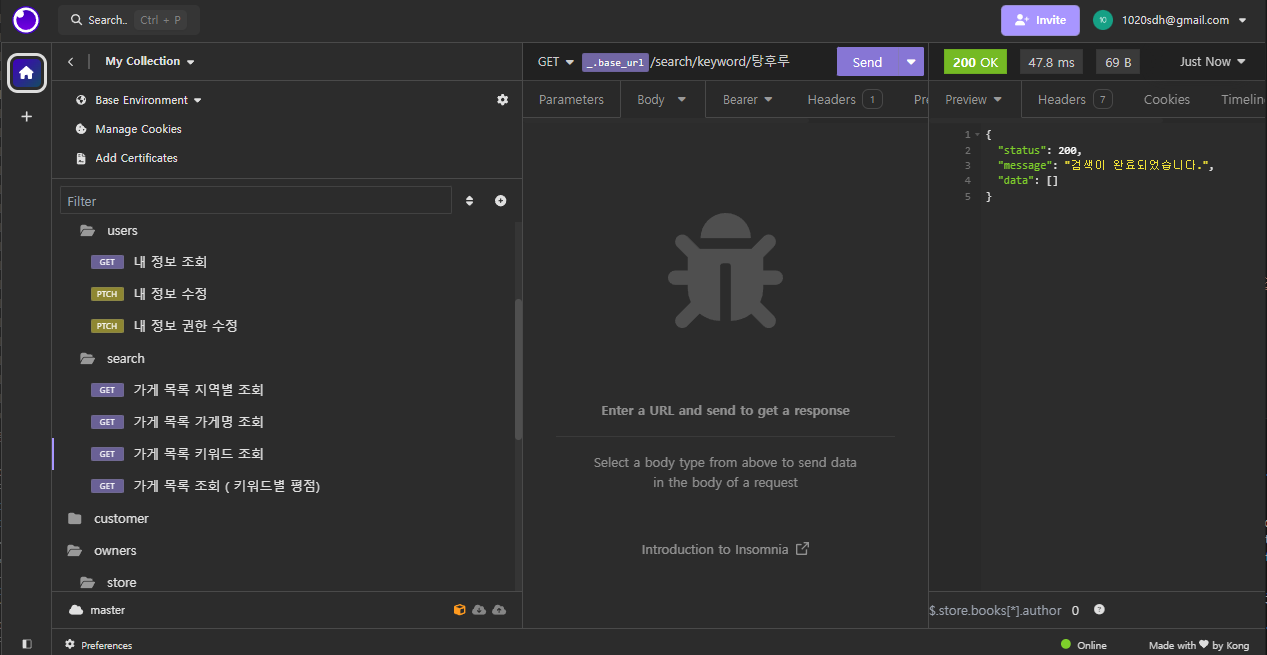 Search.. Ctrl + P
Invite
10 1020sdh@gmail.com
My Collection
Base Environment
Manage Cookies
Add Certificates
Filter
users
GET 내 정보 조회
PTCH 내 정보 수정
PTCH 내 정보 권한 수정
search
GET 가게 목록 지역별 조회
GET 가게 목록 가게명 조회
GET 가게 목록 키워드 조회
GET 가게 목록 조회 ( 키워드별 평점)
customer
owners
store
master
Preferences
GET _.base_url /search/keyword/탕후루 Send
Parameters Body Bearer Headers 1 Pre
Enter a URL and send to get a response
Select a body type from above to send data
in the body of a request
Introduction to Insomnia
200 OK 47.8 ms 69 B Just Now
Preview Headers 7 Cookies Timelin
1 {
2 "status": 200,
3 "message": "검색이 완료되었습니다.",
4 "data": []
5 }
$.store.books[*].author 0 ?
Online Made with ♥ by Kong